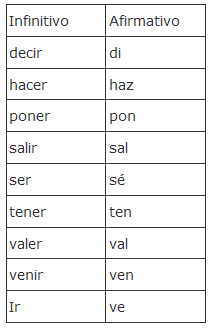 Infinitivo Afirmativo
decir di
hacer haz
poner pon
salir sal
ser sé
tener ten
valer val
venir ven
Ir ve